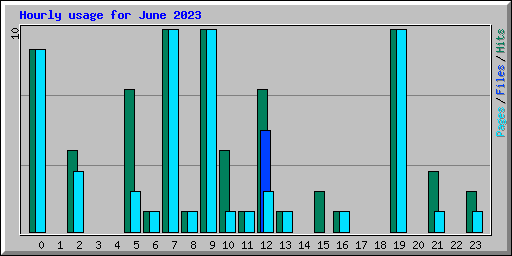 Hourly usage for June 2023
10
Pages/Files/Hits
0 1 2 3 4 5 6 7 8 9 10 11 12 13 14 15 16 17 18 19 20 21 22 23